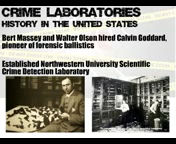 CRIME LABORATORIES
HISTORY IN THE UNITED STATES
Bert Massey and Walter Olson hired Calvin Goddard,
pioneer of forensic ballistics
Established Northwestern University Scientific
Crime Detection Laboratory